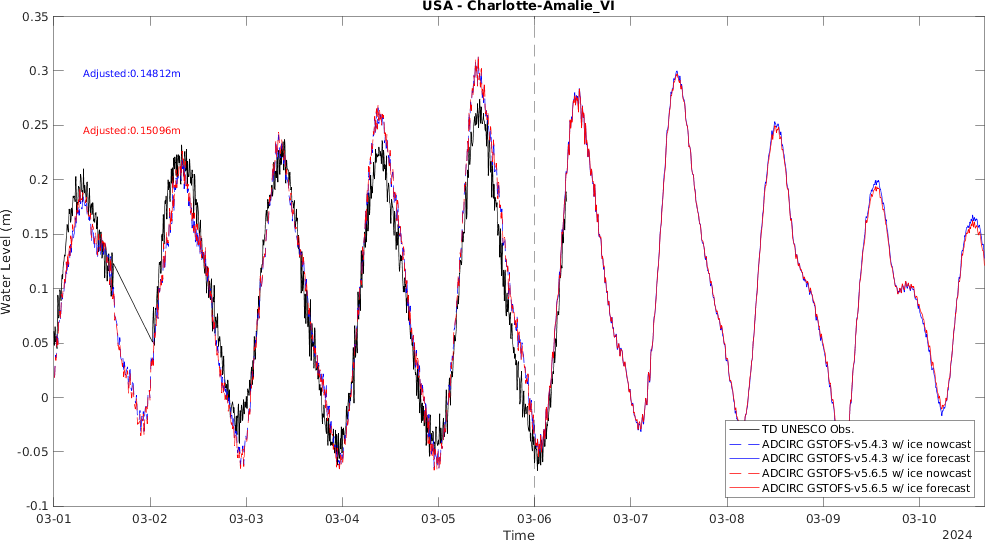 USA - Charlotte-Amalie_VI
0.35
0.3
0.25
0.2
0.15
0.1
0.05
0
-0.05
-0.1
Water Level (m)
Adjusted:0.14812m
Adjusted:0.15096m
TD UNESCO Obs.
ADCIRC GSTOFS-v5.4.3 w/ ice nowcast
ADCIRC GSTOFS-v5.4.3 w/ ice forecast
ADCIRC GSTOFS-v5.6.5 w/ ice nowcast
ADCIRC GSTOFS-v5.6.5 w/ ice forecast
03-01 03-02 03-03 03-04 03-05 03-06 03-07 03-08 03-09 03-10
Time
2024